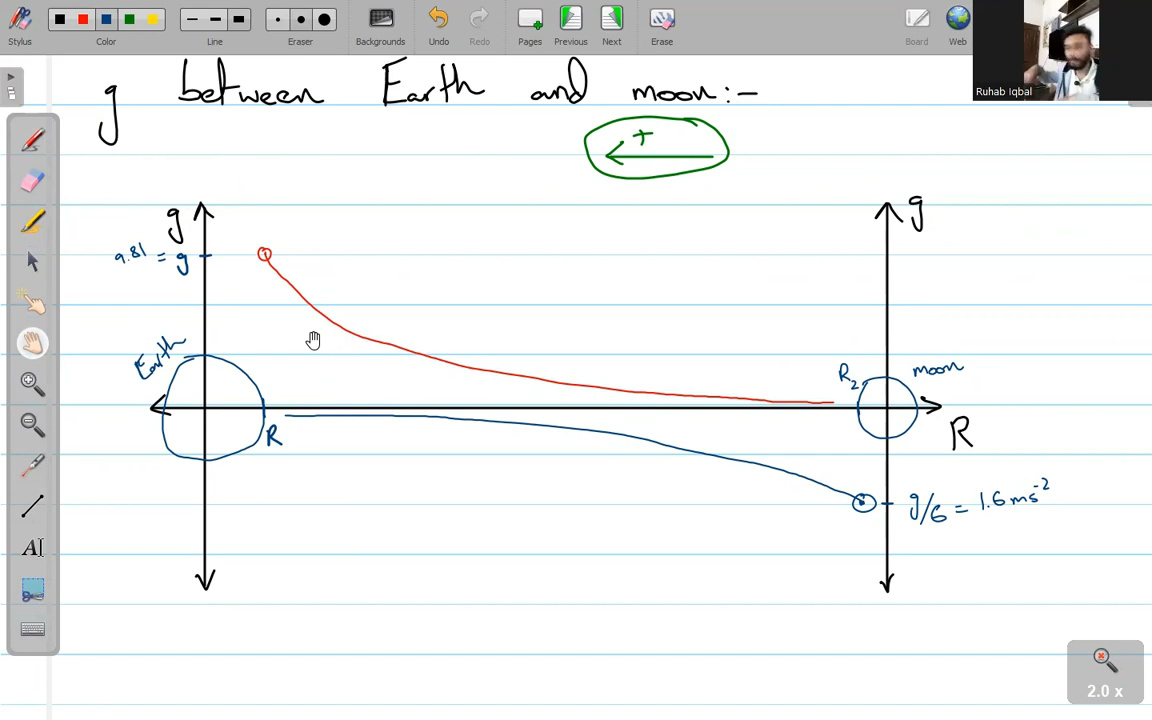 Stylus
Color
Line
Eraser
Backgrounds
Undo
Redo
Pages
Previous
Next
Erase
Board
Web
Ruhab Iqbal
g between Earth and moon:-
+
g
g
9.81 = g
Earth
R₂
moon
R
R
g/6 = 1.6 ms⁻²
A
2.0 x